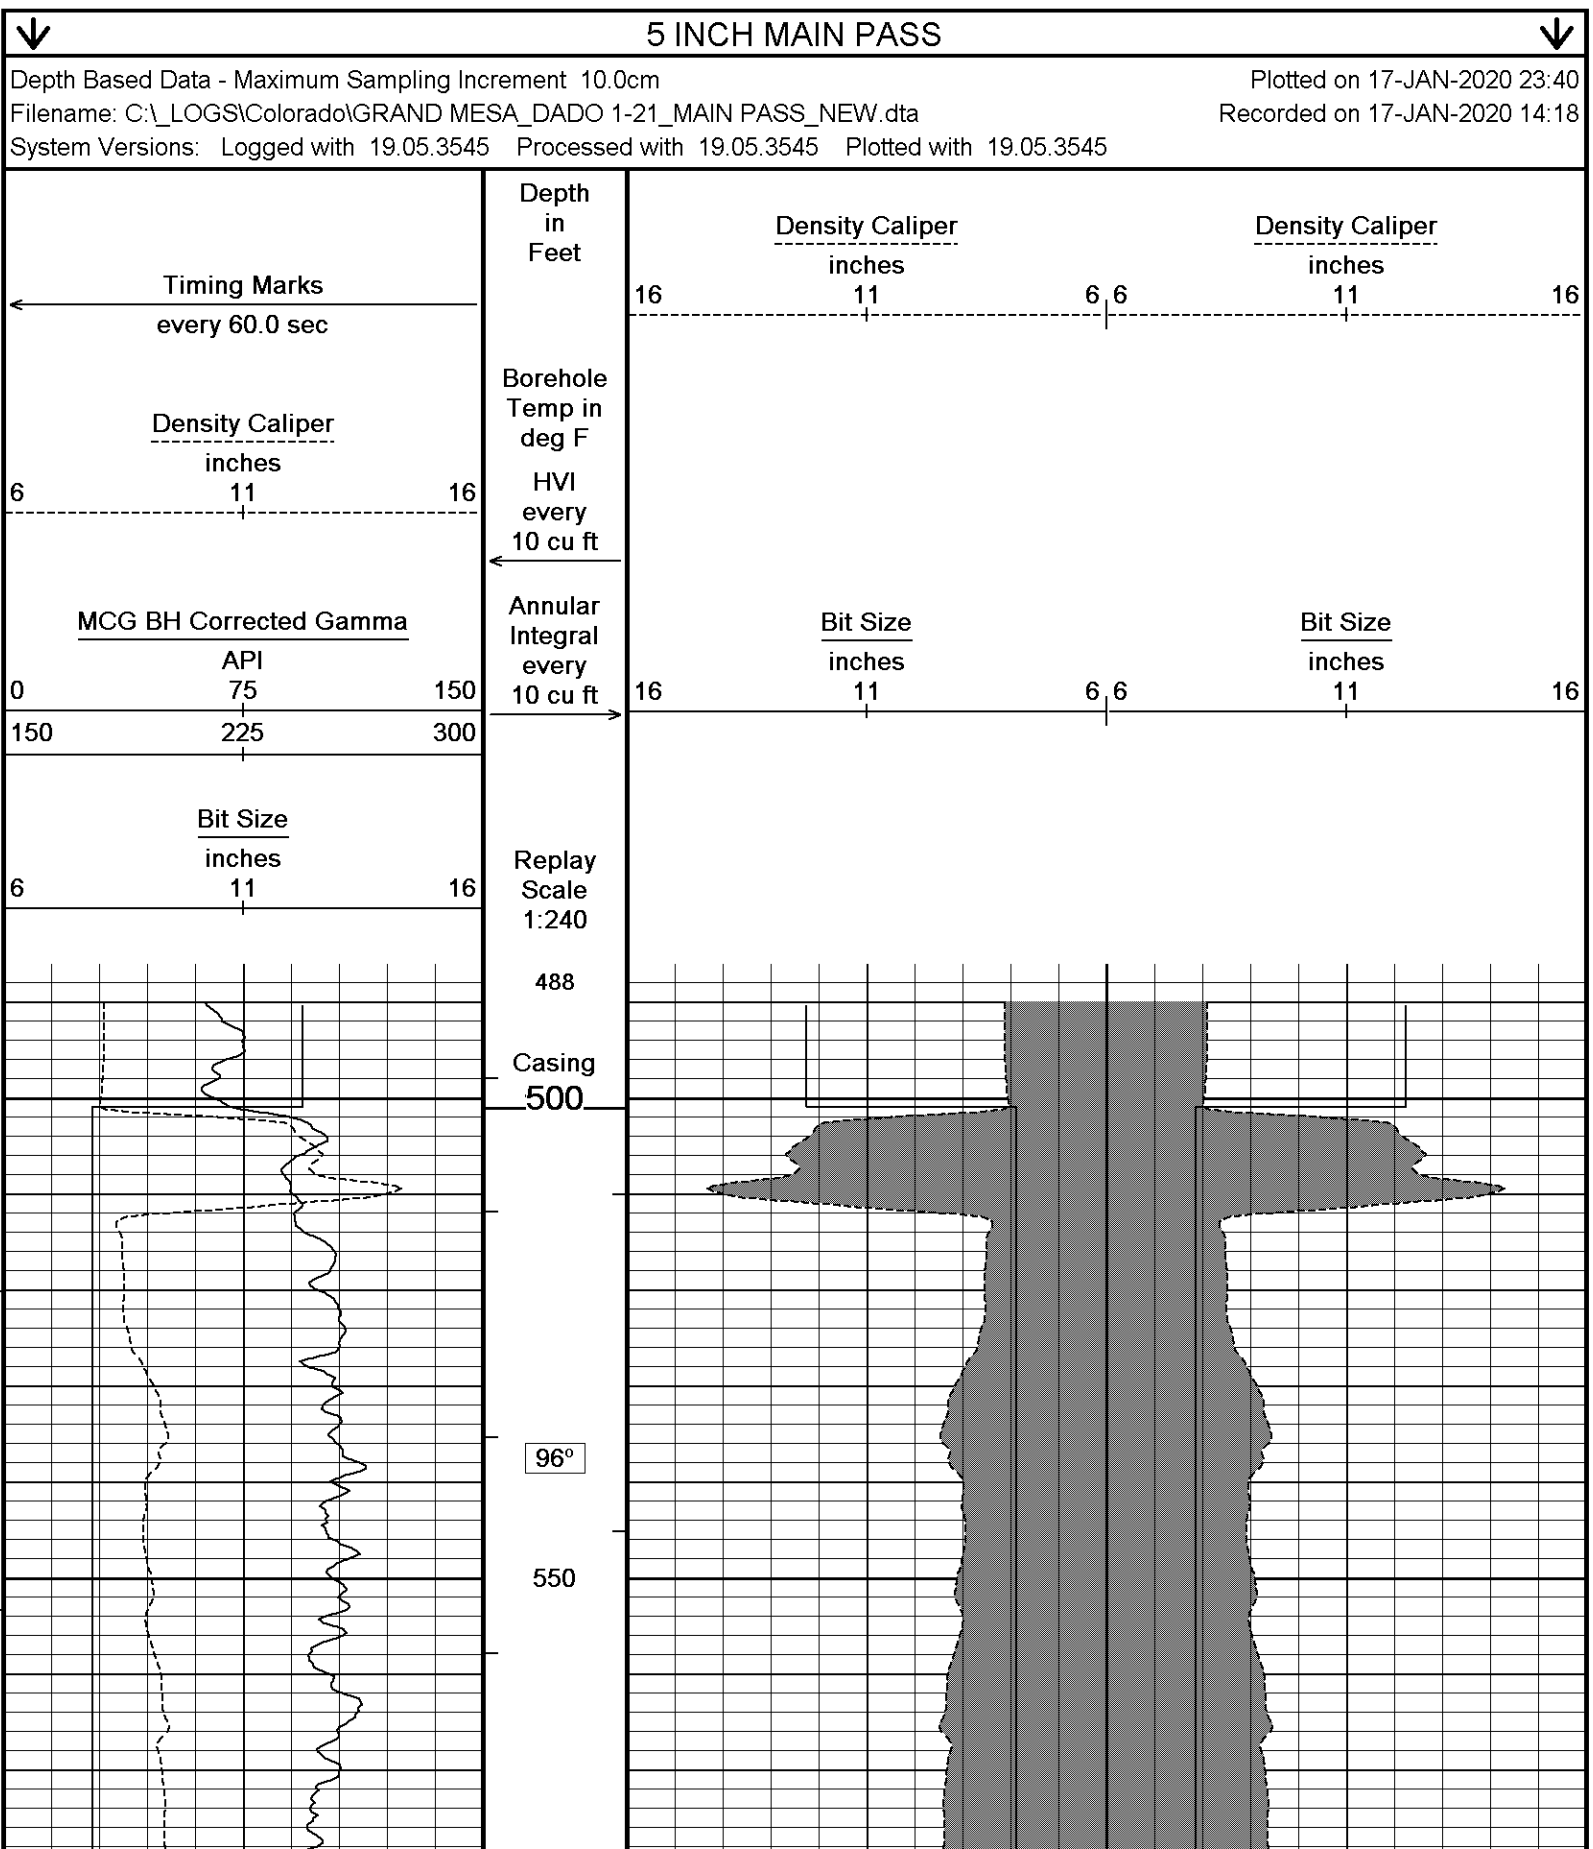 5 INCH MAIN PASS
Depth Based Data - Maximum Sampling Increment 10.0cm
Plotted on 17-JAN-2020 23:40
Filename: C:\_LOGS\Colorado\GRAND MESA_DADO 1-21_MAIN PASS_NEW.dta
Recorded on 17-JAN-2020 14:18
System Versions: Logged with 19.05.3545 Processed with 19.05.3545 Plotted with 19.05.3545
Timing Marks
every 60.0 sec
Density Caliper
inches
6 11 16
MCG BH Corrected Gamma
API
0 75 150
150 225 300
Bit Size
inches
6 11 16
Depth
in
Feet
Borehole
Temp in
deg F
HVI
every
10 cu ft
Annular
Integral
every
10 cu ft
Replay
Scale
1:240
488
Casing
500
96º
550
Density Caliper
inches
16 11 6
Density Caliper
inches
6 11 16
Bit Size
inches
16 11 6
Bit Size
inches
6 11 16